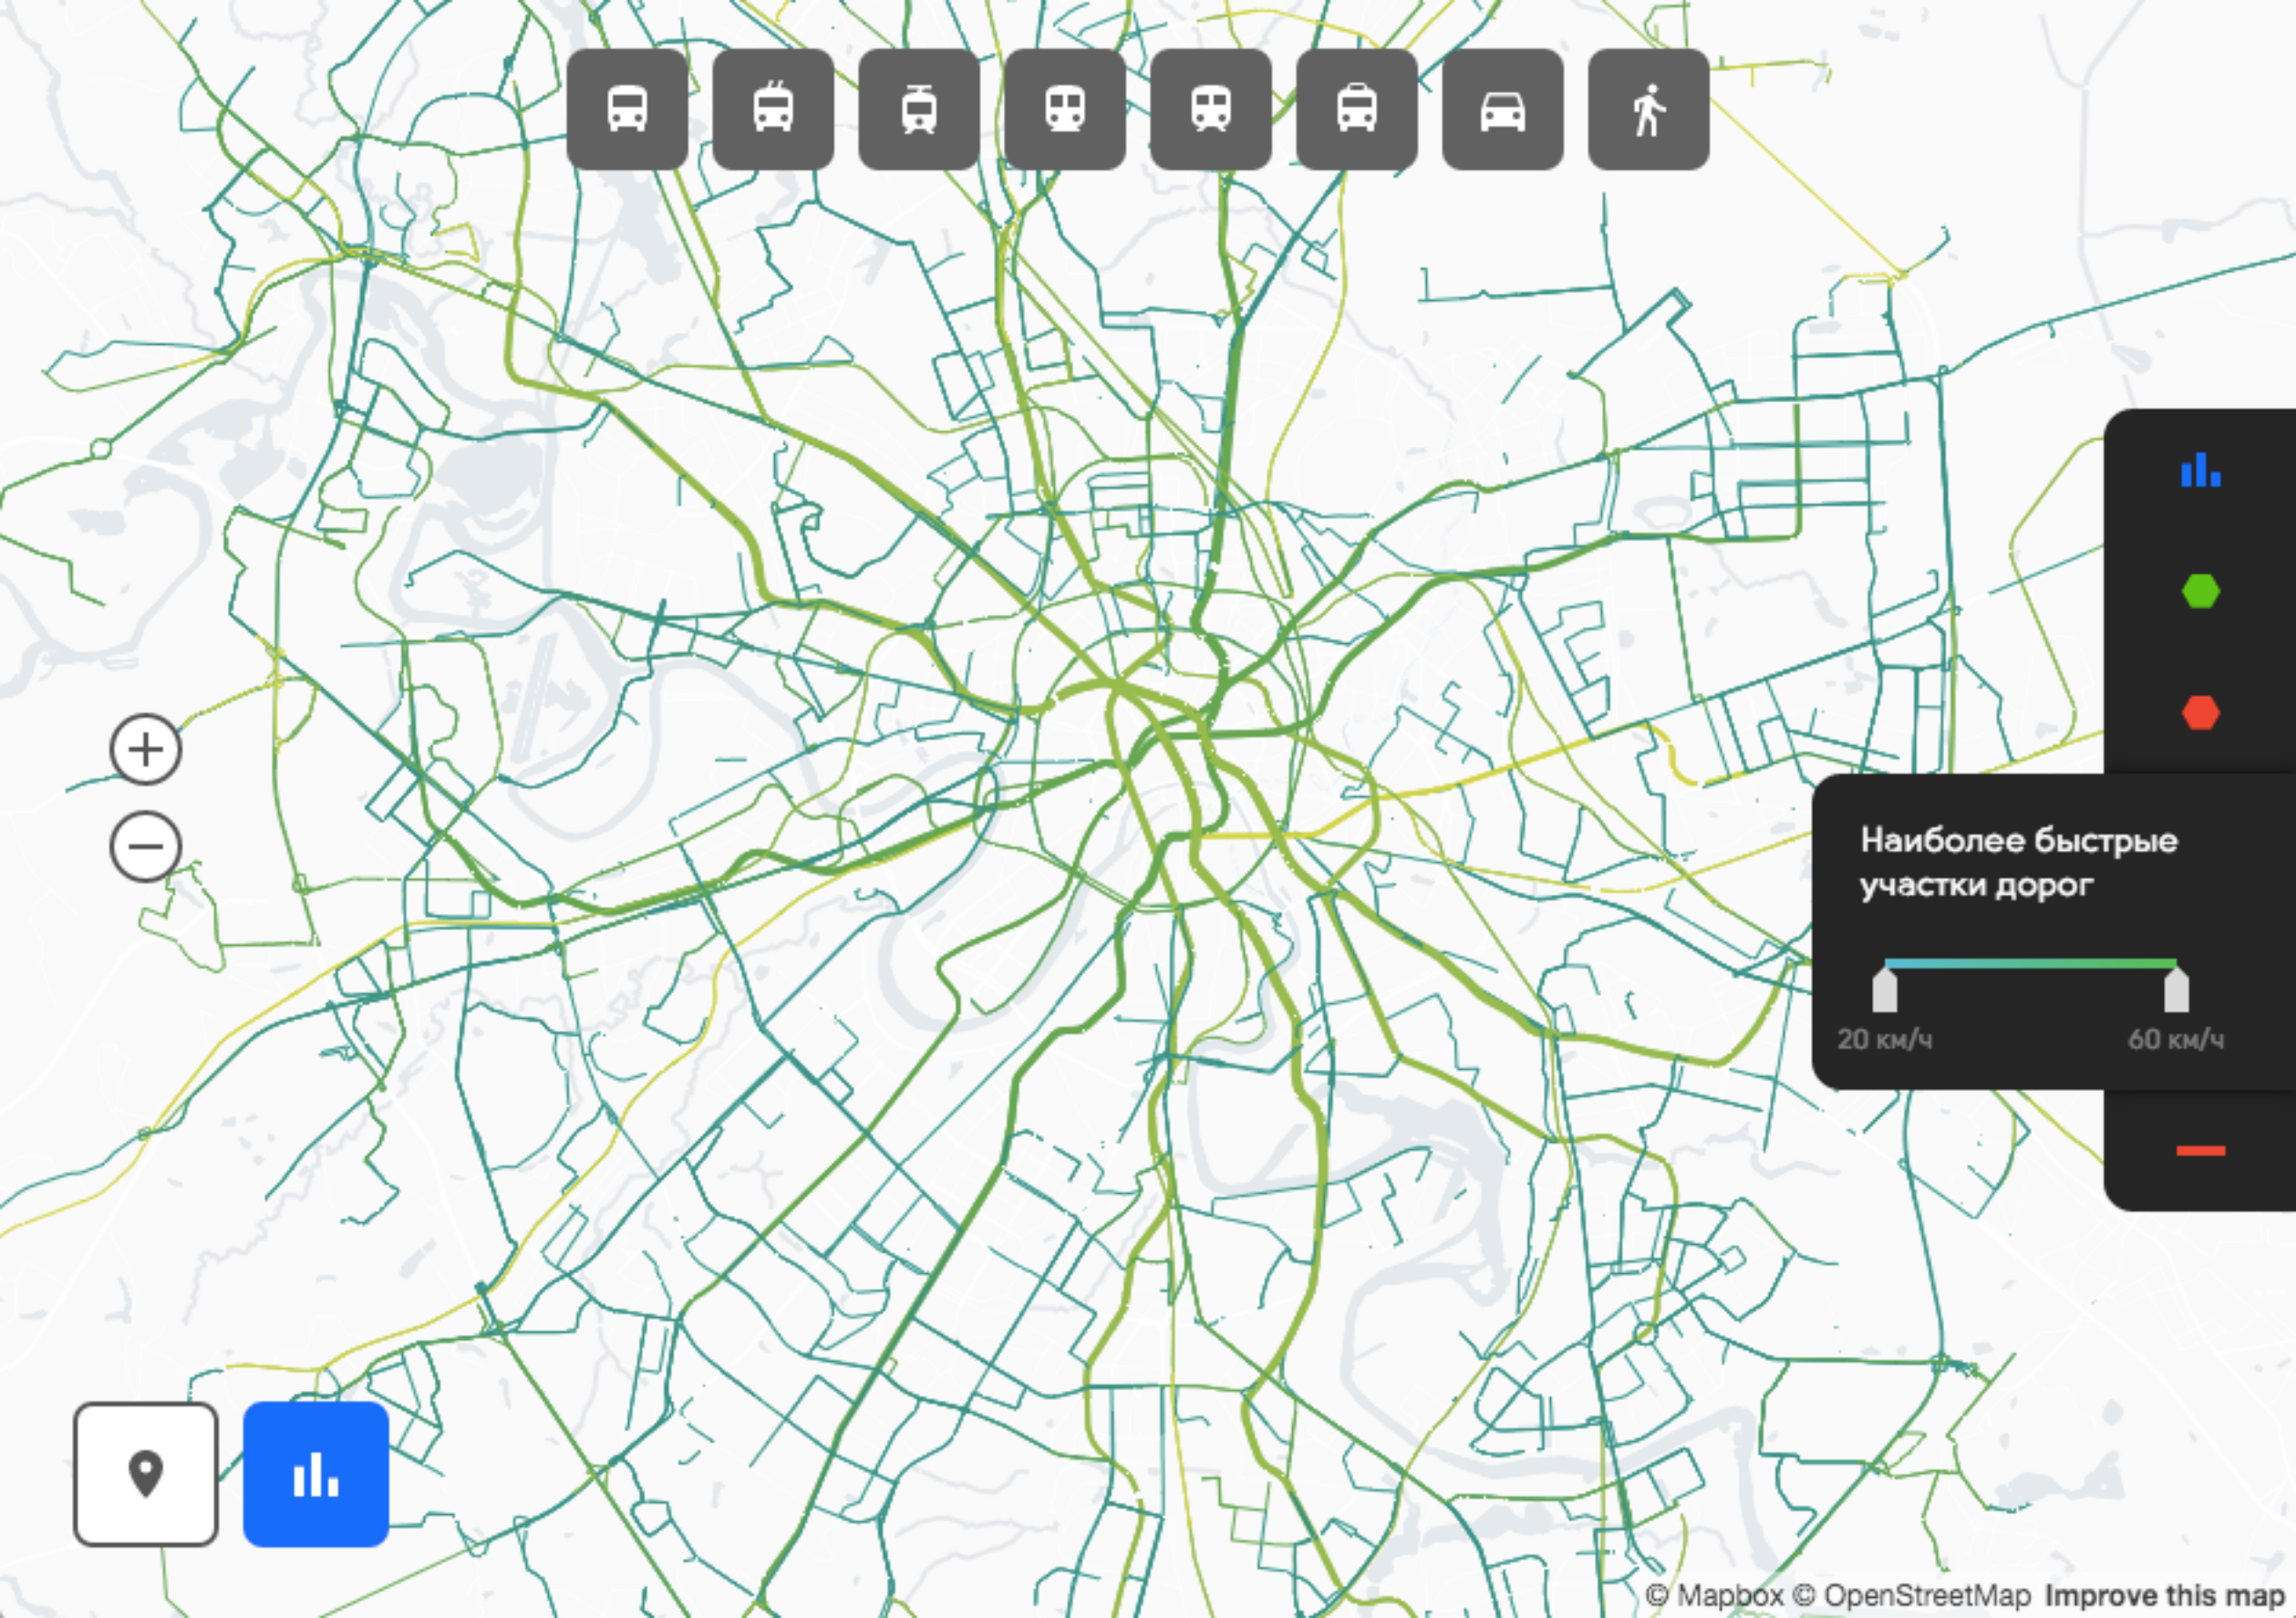 Наиболее быстрые
участки дорог
20 км/ч
60 км/ч
© Mapbox © OpenStreetMap Improve this map